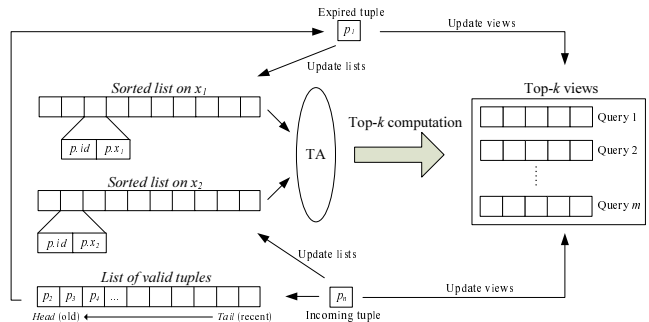 Expired tuple
p1
Update views
Update lists
Sorted list on x1
p.id p.x1
Top-k views
Query 1
Query 2
Query m
Top-k computation
TA
Sorted list on x2
p.id p.x2
Update lists
List of valid tuples
p2 p3 p4 ...
pn
Update views
Head (old) Tail (recent)
Incoming tuple